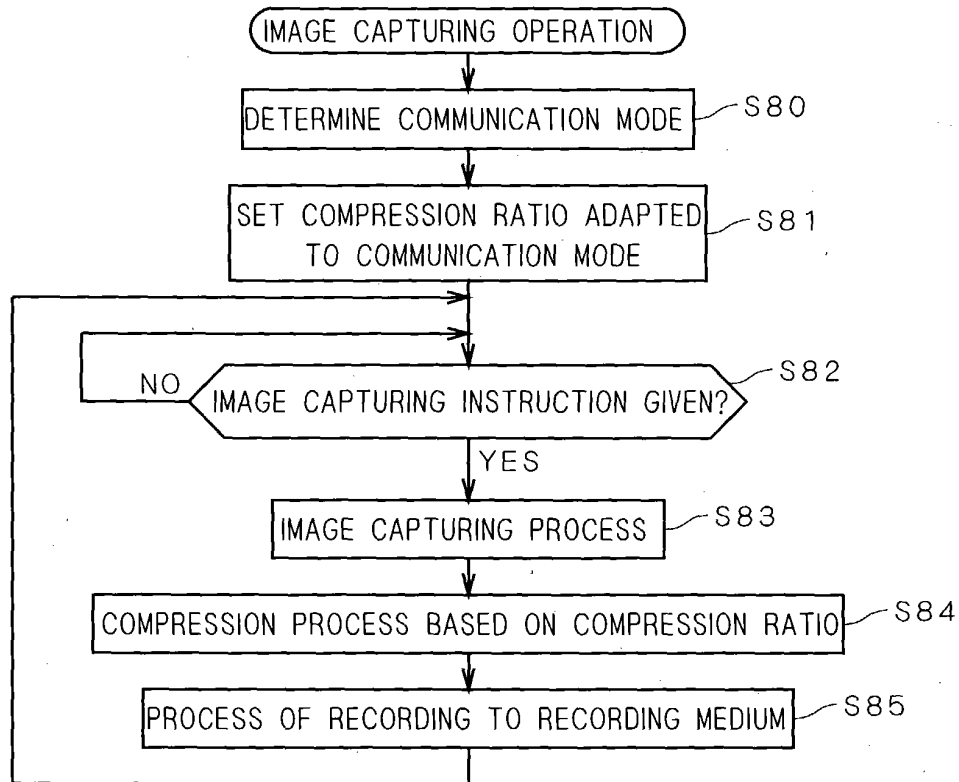 IMAGE CAPTURING OPERATION
DETERMINE COMMUNICATION MODE
S80
SET COMPRESSION RATIO ADAPTED
TO COMMUNICATION MODE
S81
IMAGE CAPTURING INSTRUCTION GIVEN?
S82
NO
YES
IMAGE CAPTURING PROCESS
S83
COMPRESSION PROCESS BASED ON COMPRESSION RATIO
S84
PROCESS OF RECORDING TO RECORDING MEDIUM
S85